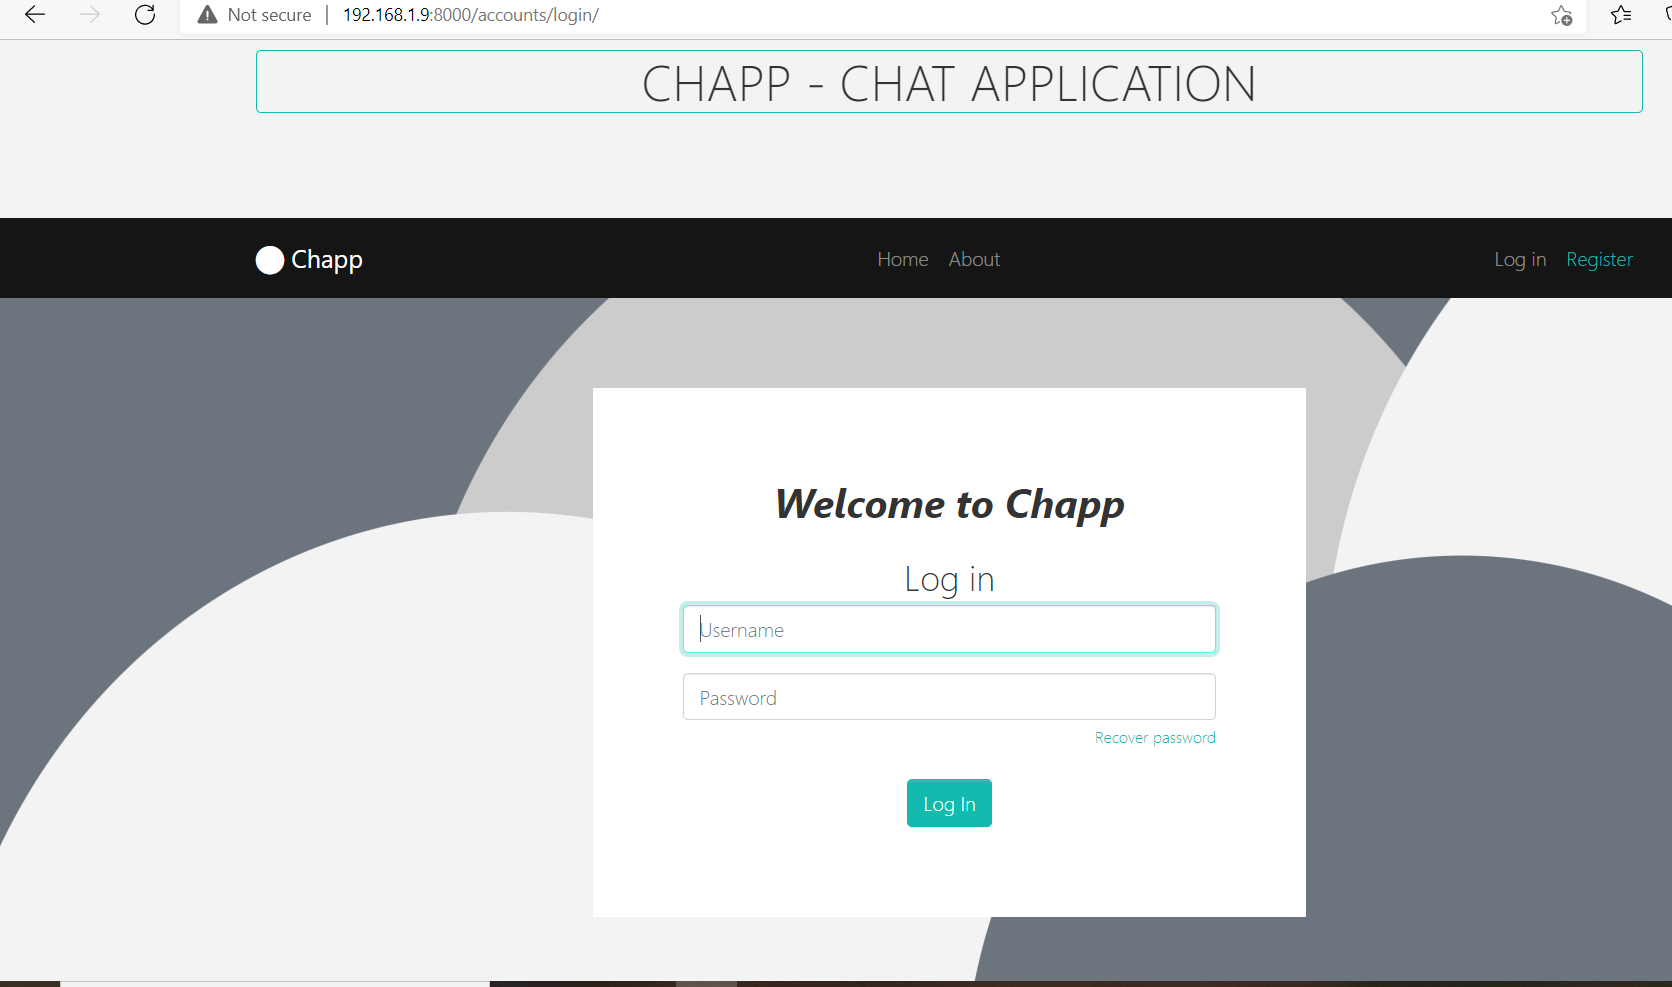 Not secure | 192.168.1.9:8000/accounts/login/
CHAPP - CHAT APPLICATION
Chapp Home About Log in Register
Welcome to Chapp
Log in
Username
Password
Recover password
Log In